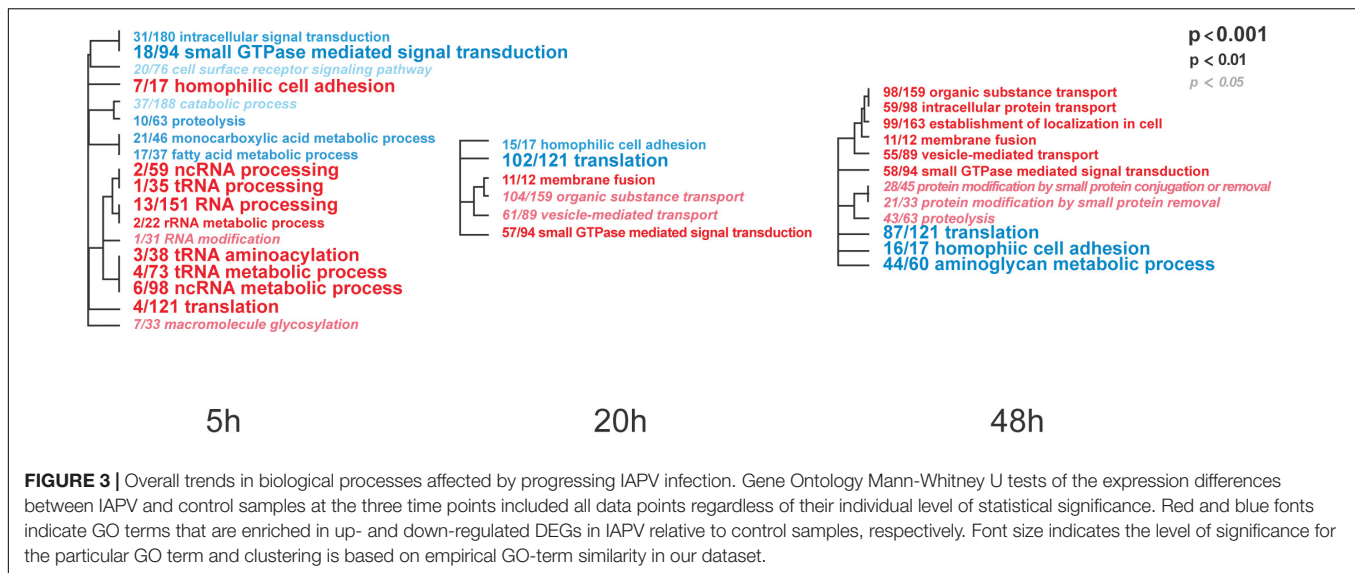 31/180 intracellular signal transduction
18/94 small GTPase mediated signal transduction
20/76 cell surface receptor signaling pathway
7/17 homophilic cell adhesion
37/188 catabolic process
10/63 proteolysis
21/46 monocarboxylic acid metabolic process
17/37 fatty acid metabolic process
2/59 ncRNA processing
1/35 tRNA processing
13/151 RNA processing
2/22 rRNA metabolic process
1/31 RNA modification
3/38 tRNA aminoacylation
4/73 tRNA metabolic process
6/98 ncRNA metabolic process
4/121 translation
7/33 macromolecule glycosylation
5h
15/17 homophilic cell adhesion
102/121 translation
11/12 membrane fusion
104/159 organic substance transport
61/89 vesicle-mediated transport
57/94 small GTPase mediated signal transduction
20h
98/159 organic substance transport
59/98 intracellular protein transport
99/163 establishment of localization in cell
11/12 membrane fusion
55/89 vesicle-mediated transport
58/94 small GTPase mediated signal transduction
28/45 protein modification by small protein conjugation or removal
21/33 protein modification by small protein removal
43/63 proteolysis
87/121 translation
16/17 homophiic cell adhesion
44/60 aminoglycan metabolic process
48h
p<0.001
p < 0.01
p < 0.05
FIGURE 3 | Overall trends in biological processes affected by progressing IAPV infection. Gene Ontology Mann-Whitney U tests of the expression differences
between IAPV and control samples at the three time points included all data points regardless of their individual level of statistical significance. Red and blue fonts
indicate GO terms that are enriched in up- and down-regulated DEGs in IAPV relative to control samples, respectively. Font size indicates the level of significance for
the particular GO term and clustering is based on empirical GO-term similarity in our dataset.